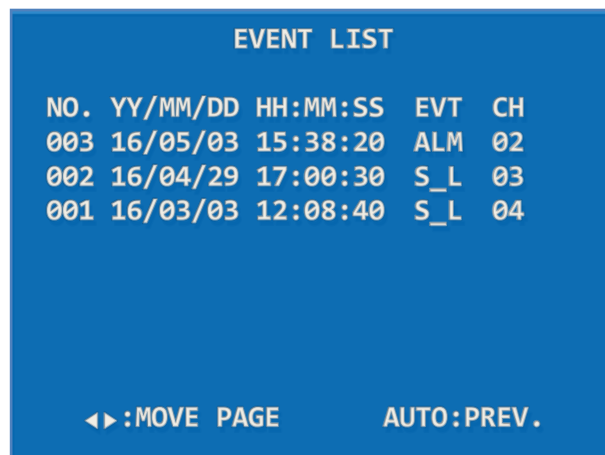 EVENT LIST
NO. YY/MM/DD HH:MM:SS EVT CH
003 16/05/03 15:38:20 ALM 02
002 16/04/29 17:00:30 S_L 03
001 16/03/03 12:08:40 S_L 04
◂▸:MOVE PAGE AUTO:PREV.